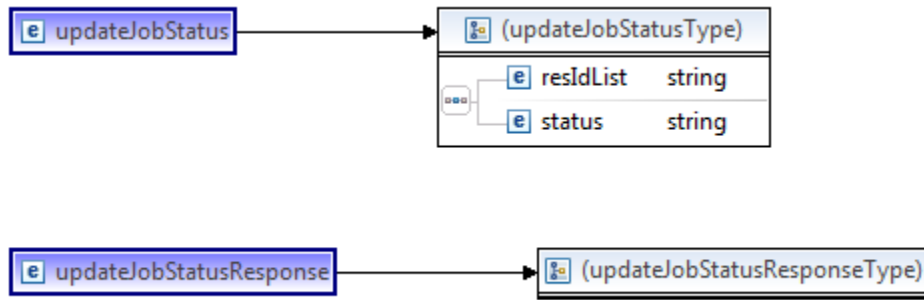 e updateJobStatus
(updateJobStatusType)
e resIdList string
e status string
e updateJobStatusResponse
(updateJobStatusResponseType)